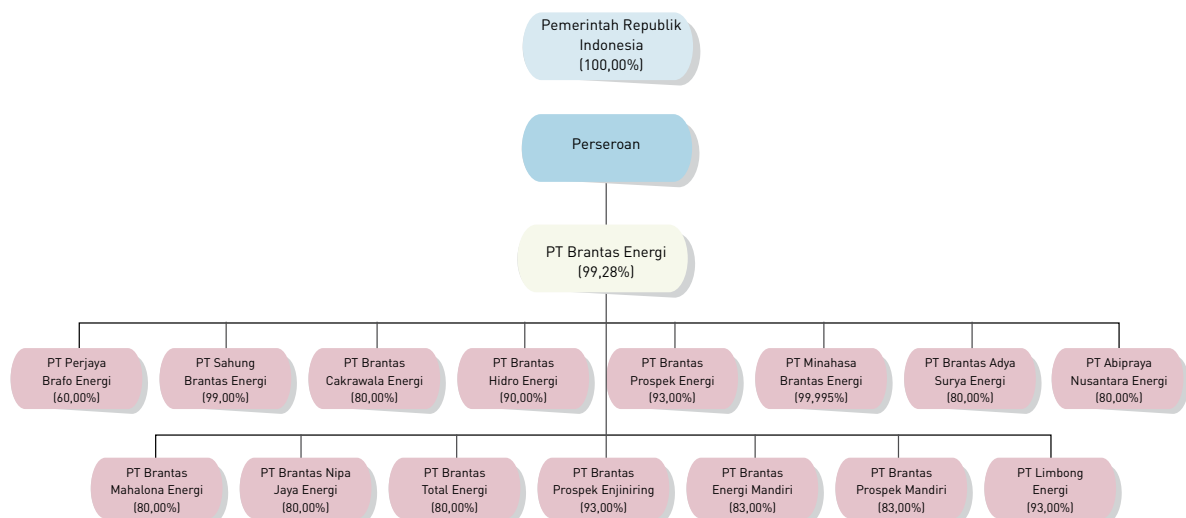 Pemerintah Republik
Indonesia
(100,00%)
Perseroan
PT Brantas Energi
(99,28%)
PT Perjaya
Brafo Energi
(60,00%)
PT Sahung
Brantas Energi
(99,00%)
PT Brantas
Cakrawala Energi
(80,00%)
PT Brantas
Hidro Energi
(90,00%)
PT Brantas
Prospek Energi
(93,00%)
PT Minahasa
Brantas Energi
(99,995%)
PT Brantas Adya
Surya Energi
(80,00%)
PT Abipraya
Nusantara Energi
(80,00%)
PT Brantas
Mahalona Energi
(80,00%)
PT Brantas Nipa
Jaya Energi
(80,00%)
PT Brantas
Total Energi
(80,00%)
PT Brantas
Prospek Enjiniring
(93,00%)
PT Brantas
Energi Mandiri
(83,00%)
PT Brantas
Prospek Mandiri
(83,00%)
PT Limbong
Energi
(93,00%)